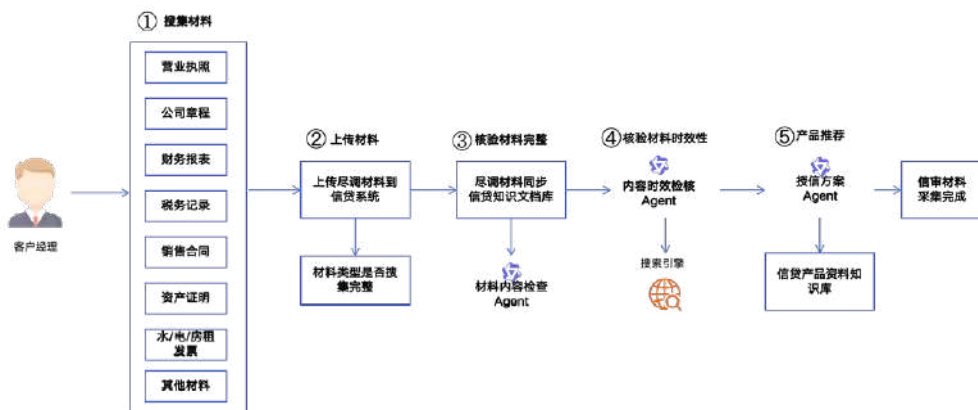 ① 搜集材料
营业执照
公司章程
财务报表
税务记录
销售合同
资产证明
水/电/房租
发票
其他材料
客户经理
② 上传材料
上传尽调材料到
信贷系统
材料类型是否搜
集完整
③ 核验材料完整
尽调材料同步
信贷知识文档库
材料内容检查
Agent
④ 核验材料时效性
内容时效检核
Agent
搜索引擎
⑤ 产品推荐
授信方案
Agent
信贷产品资料知
识库
信审材料
采集完成